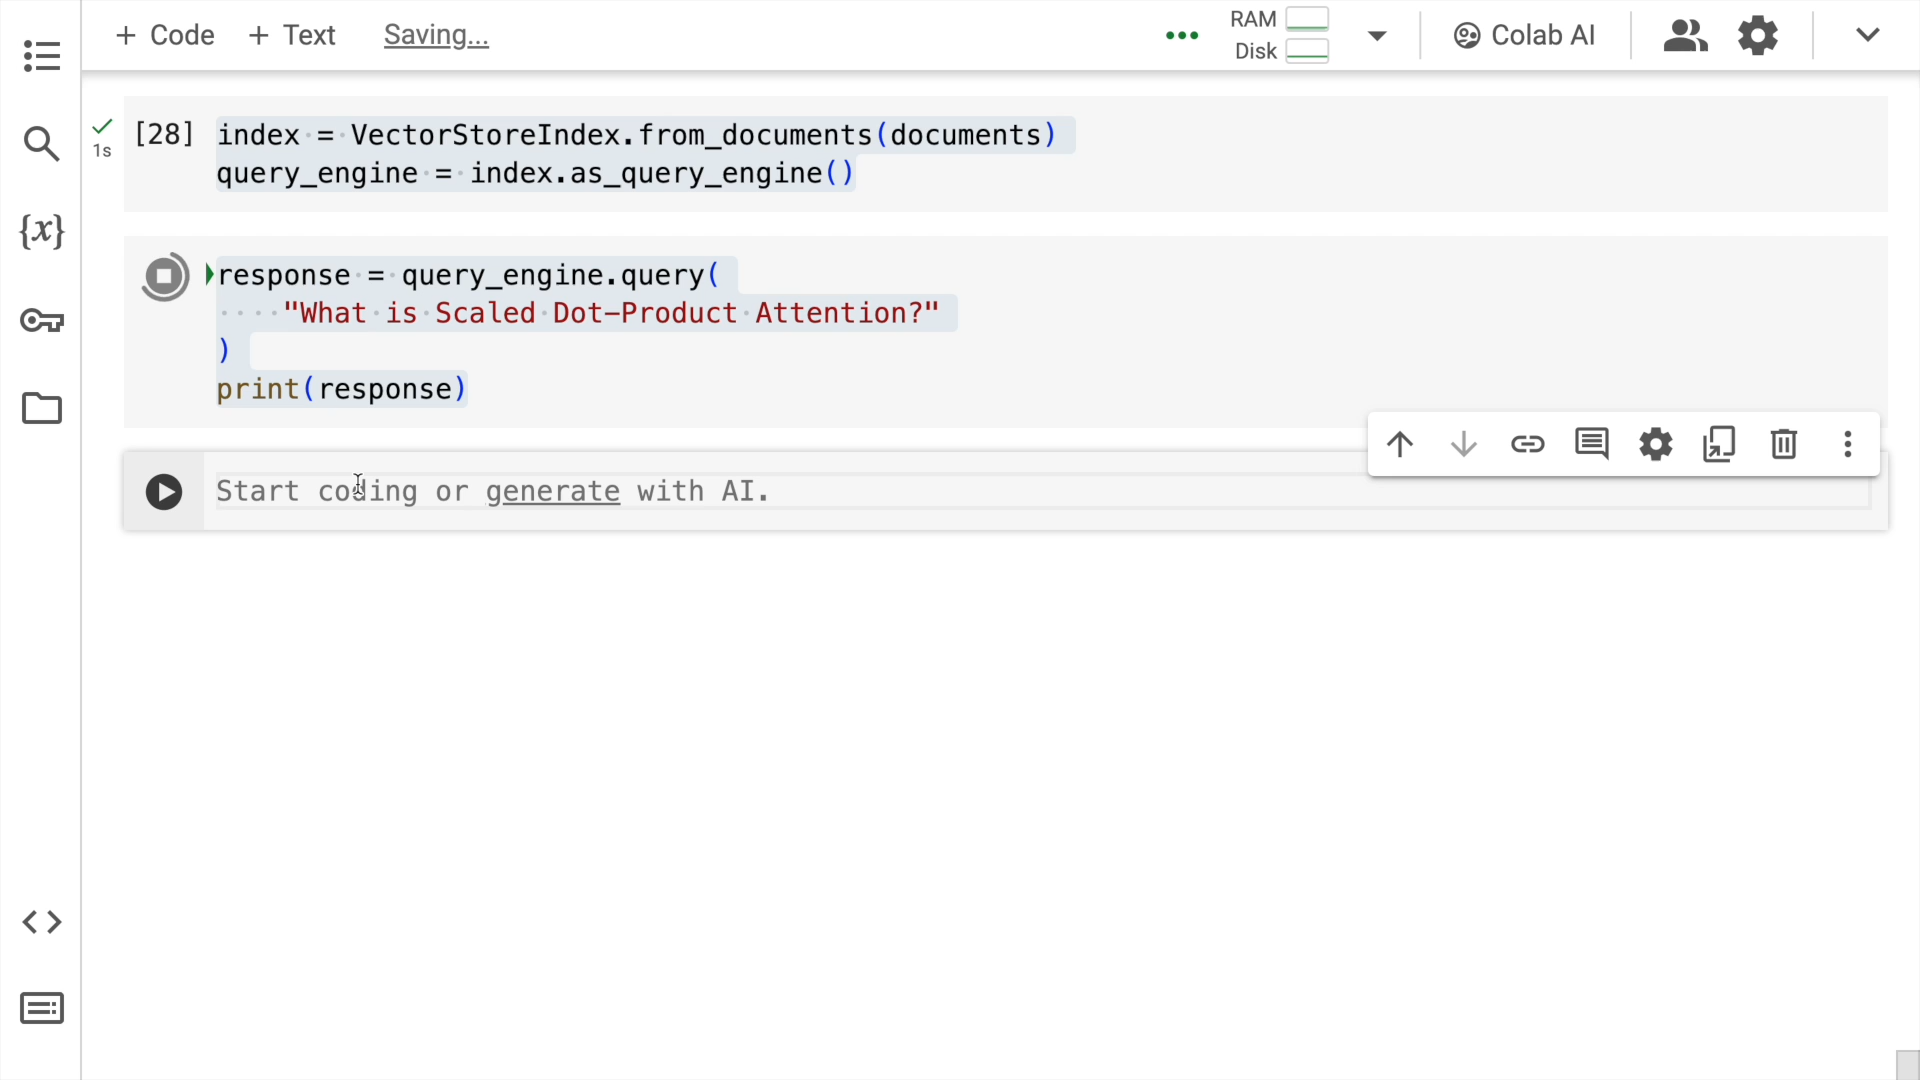 + Code + Text Saving... RAM Disk Colab AI
{x}
1s [28] index = VectorStoreIndex.from_documents(documents)
query_engine = index.as_query_engine()
response = query_engine.query(
"What is Scaled Dot-Product Attention?"
)
print(response)
Start coding or generate with AI.